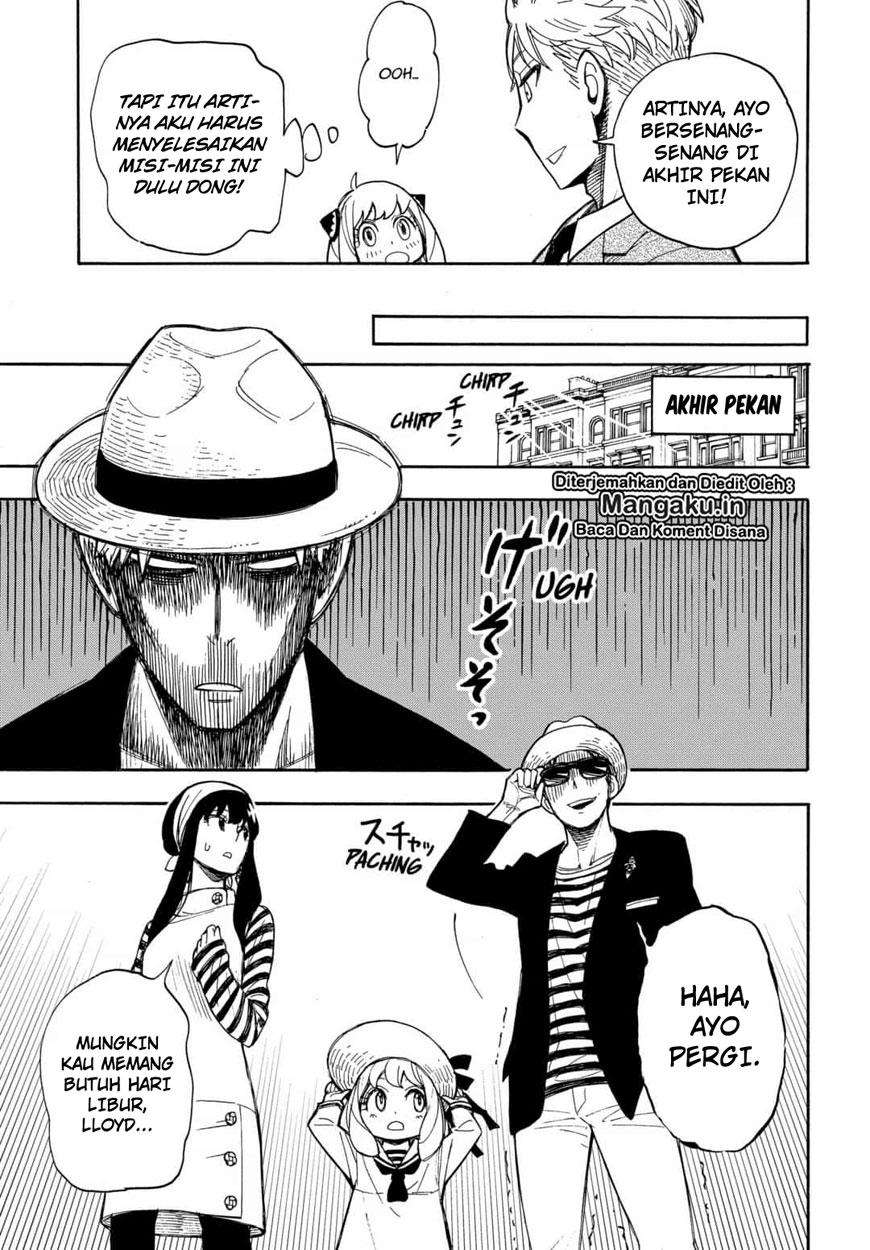 ARTINYA, AYO
BERSENANG-
SENANG DI
AKHIR PEKAN
INI!
OOH...
TAPI ITU ARTI-
NYA AKU HARUS
MENYELESAIKAN
MISI-MISI INI
DULU DONG!
AKHIR PEKAN
CHIRP
チュン
CHIRP
チュン
Diterjemahkan dan Diedit Oleh :
Mangaku.in
Baca Dan Koment Disana
げそそっ
UGH
スチャッ
PACHING
HAHA,
AYO
PERGI.
MUNGKIN
KAU MEMANG
BUTUH HARI
LIBUR,
LLOYD...